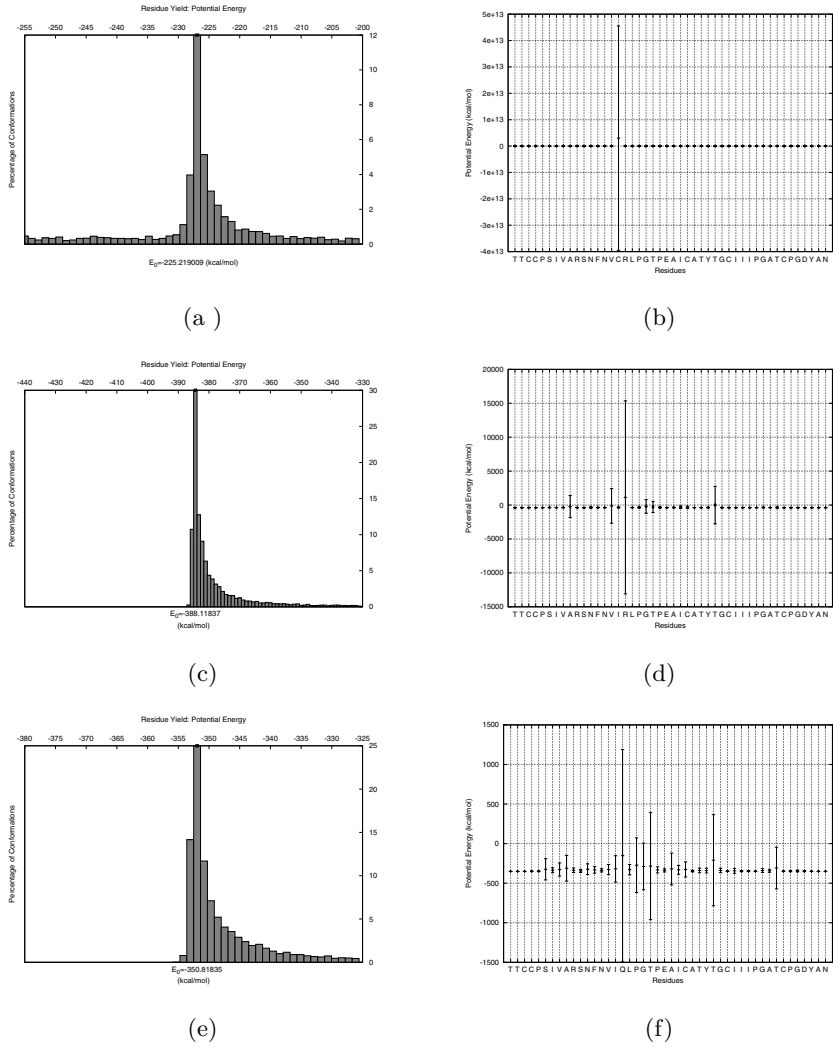 Residue Yield: Potential Energy
-255 -250 -245 -240 -235 -230 -225 -220 -215 -210 -205 -200
12
10
8
6
4
2
0
Percentage of Conformations
E0=-225.219009 (kcal/mol)
(a )
5e+13
4e+13
3e+13
2e+13
1e+13
0
-1e+13
-2e+13
-3e+13
-4e+13
Potential Energy (kcal/mol)
T T C C P S I V A R S N F N V C R L P G T P E A I C A T Y T G C I I I P G A T C P G D Y A N
Residues
(b)
Residue Yield: Potential Energy
-440 -430 -420 -410 -400 -390 -380 -370 -360 -350 -340 -330
30
25
20
15
10
5
0
Percentage of Conformations
E0=-388.11837
(kcal/mol)
(c)
20000
15000
10000
5000
0
-5000
-10000
-15000
Potential Energy (kcal/mol)
T T C C P S I V A R S N F N V I R L P G T P E A I C A T Y T G C I I I P G A T C P G D Y A N
Residues
(d)
Residue Yield: Potential Energy
-380 -370 -365 -360 -355 -350 -345 -340 -335 -330 -325
25
20
15
10
5
0
Percentage of Conformations
E0=-350.81835
(kcal/mol)
(e)
1500
1000
500
0
-500
-1000
-1500
Potential Energy (kcal/mol)
T T C C P S I V A R S N F N V I Q L P G T P E A I C A T Y T G C I I I P G A T C P G D Y A N
Residues
(f)